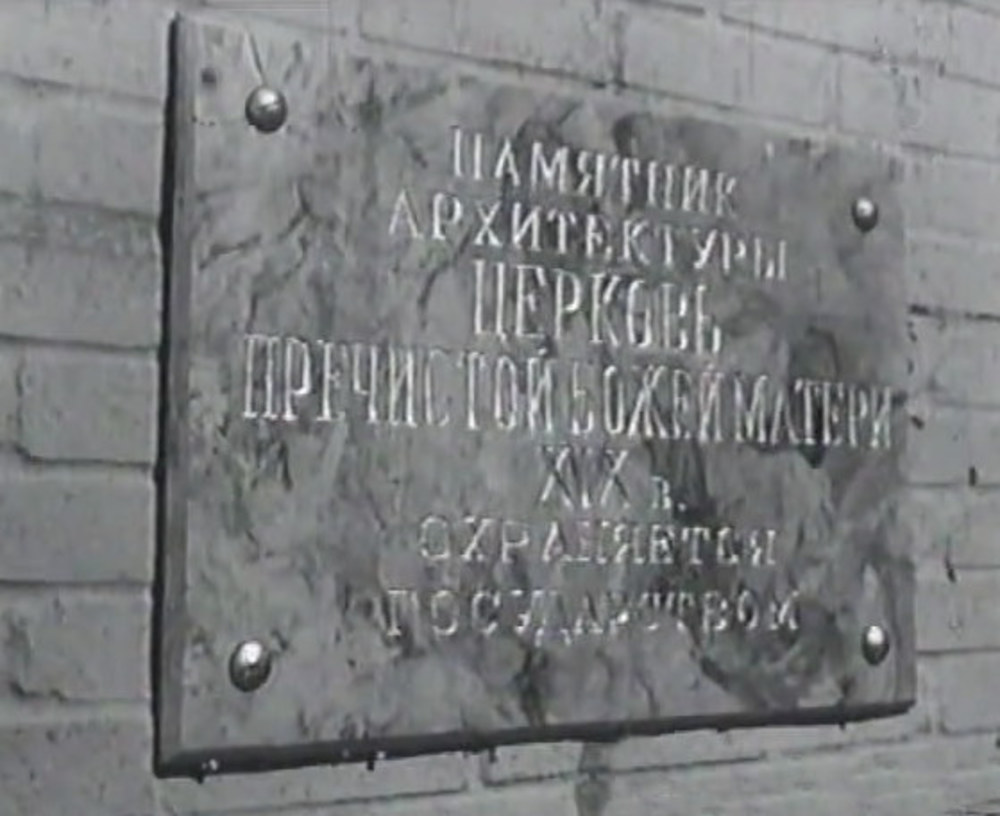 ПАМЯТНИК
АРХИТЕКТУРЫ
ЦЕРКОВЬ
ПРЕЧИСТОЙ БОЖЕЙ МАТЕРИ
XIX в.
ОХРАНЯЕТСЯ
ГОСУДАРСТВОМ